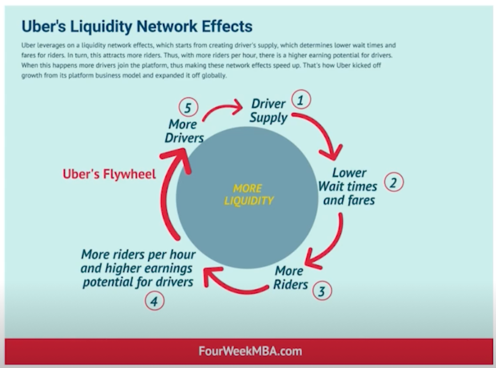 Uber's Liquidity Network Effects
Uber leverages on a liquidity network effects, which starts from creating driver's supply, which determines lower wait times and
fares for riders. In turn, this attracts more riders. Thus, with more riders per hour, there is a higher earning potential for drivers.
When this happens more drivers join the platform, thus making these network effects speed up. That's how Uber kicked off
growth from its platform business model and expanded it off globally.
Driver
Supply
1
Lower
Wait times
and fares
2
More
Riders
3
More riders per hour
and higher earnings
potential for drivers
4
Uber's Flywheel
5
More
Drivers
MORE
LIQUIDITY
FourWeekMBA.com